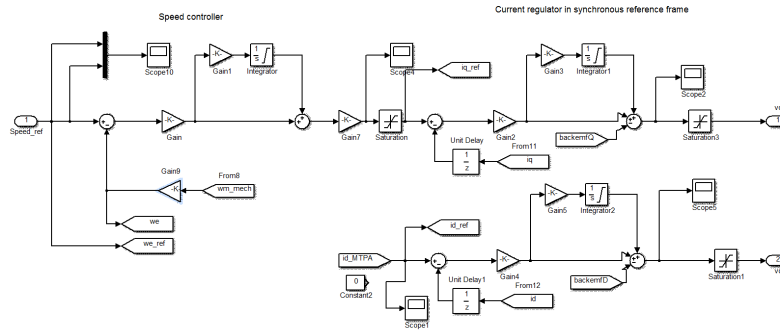 Current regulator in synchronous reference frame
Speed controller
-K-
Gain1
1
s
Integrator
Scope10
Scope4
iq_ref
-K-
Gain3
1
s
Integrator1
Scope2
1
Speed_ref
-K-
Gain
-K-
Gain7
Saturation
-K-
Gain2
backemfQ
Saturation3
1
Unit Delay
1
z
From11
iq
Gain9
-K-
From8
wm_mech
we
we_ref
id_ref
-K-
Gain5
1
s
Integrator2
Scope5
id_MTPA
0
Constant2
Scope1
-K-
Gain4
Unit Delay1
1
z
From12
id
backemfD
Saturation1
2